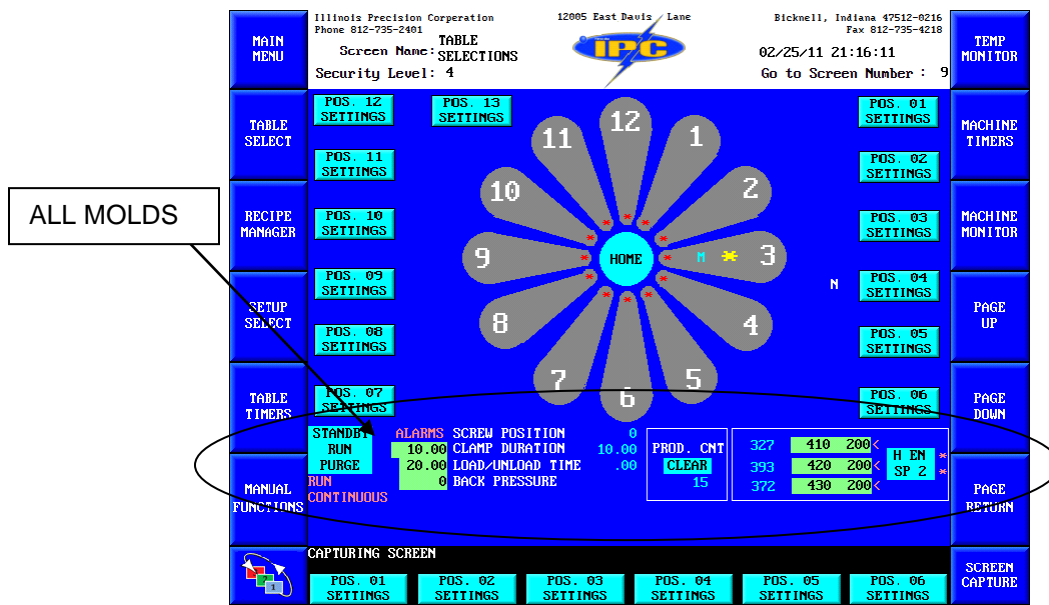 Illinois Precision Corperation
Phone 812-735-2401
12005 East Davis Lane
Bicknell, Indiana 47512-0216
Fax 812-735-4218
Screen Name: TABLE SELECTIONS
Security Level: 4
IPC
02/25/11 21:16:11
Go to Screen Number : 9
MAIN MENU
TABLE SELECT
RECIPE MANAGER
SETUP SELECT
TABLE TIMERS
MANUAL FUNCTIONS
ALL MOLDS
POS. 12 SETTINGS
POS. 13 SETTINGS
POS. 11 SETTINGS
POS. 10 SETTINGS
POS. 09 SETTINGS
POS. 08 SETTINGS
POS. 07 SETTINGS
12
1
2
3
4
5
6
7
8
9
10
11
HOME
* * * * * * * * * * * *
M *
N
POS. 01 SETTINGS
POS. 02 SETTINGS
POS. 03 SETTINGS
POS. 04 SETTINGS
POS. 05 SETTINGS
POS. 06 SETTINGS
TEMP MONITOR
MACHINE TIMERS
MACHINE MONITOR
PAGE UP
PAGE DOWN
PAGE RETURN
SCREEN CAPTURE
STANDBY
RUN
PURGE
RUN
CONTINUOUS
ALARMS SCREW POSITION 0
10.00 CLAMP DURATION 10.00
20.00 LOAD/UNLOAD TIME .00
0 BACK PRESSURE
PROD. CNT
CLEAR
15
327 410 200<
393 420 200<
372 430 200<
H EN *
SP 2 *
CAPTURING SCREEN
POS. 01 SETTINGS
POS. 02 SETTINGS
POS. 03 SETTINGS
POS. 04 SETTINGS
POS. 05 SETTINGS
POS. 06 SETTINGS